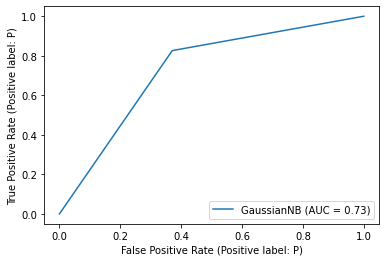 1.0
0.8
0.6
0.4
0.2
0.0
True Positive Rate (Positive label: P)
GaussianNB (AUC = 0.73)
0.0 0.2 0.4 0.6 0.8 1.0
False Positive Rate (Positive label: P)